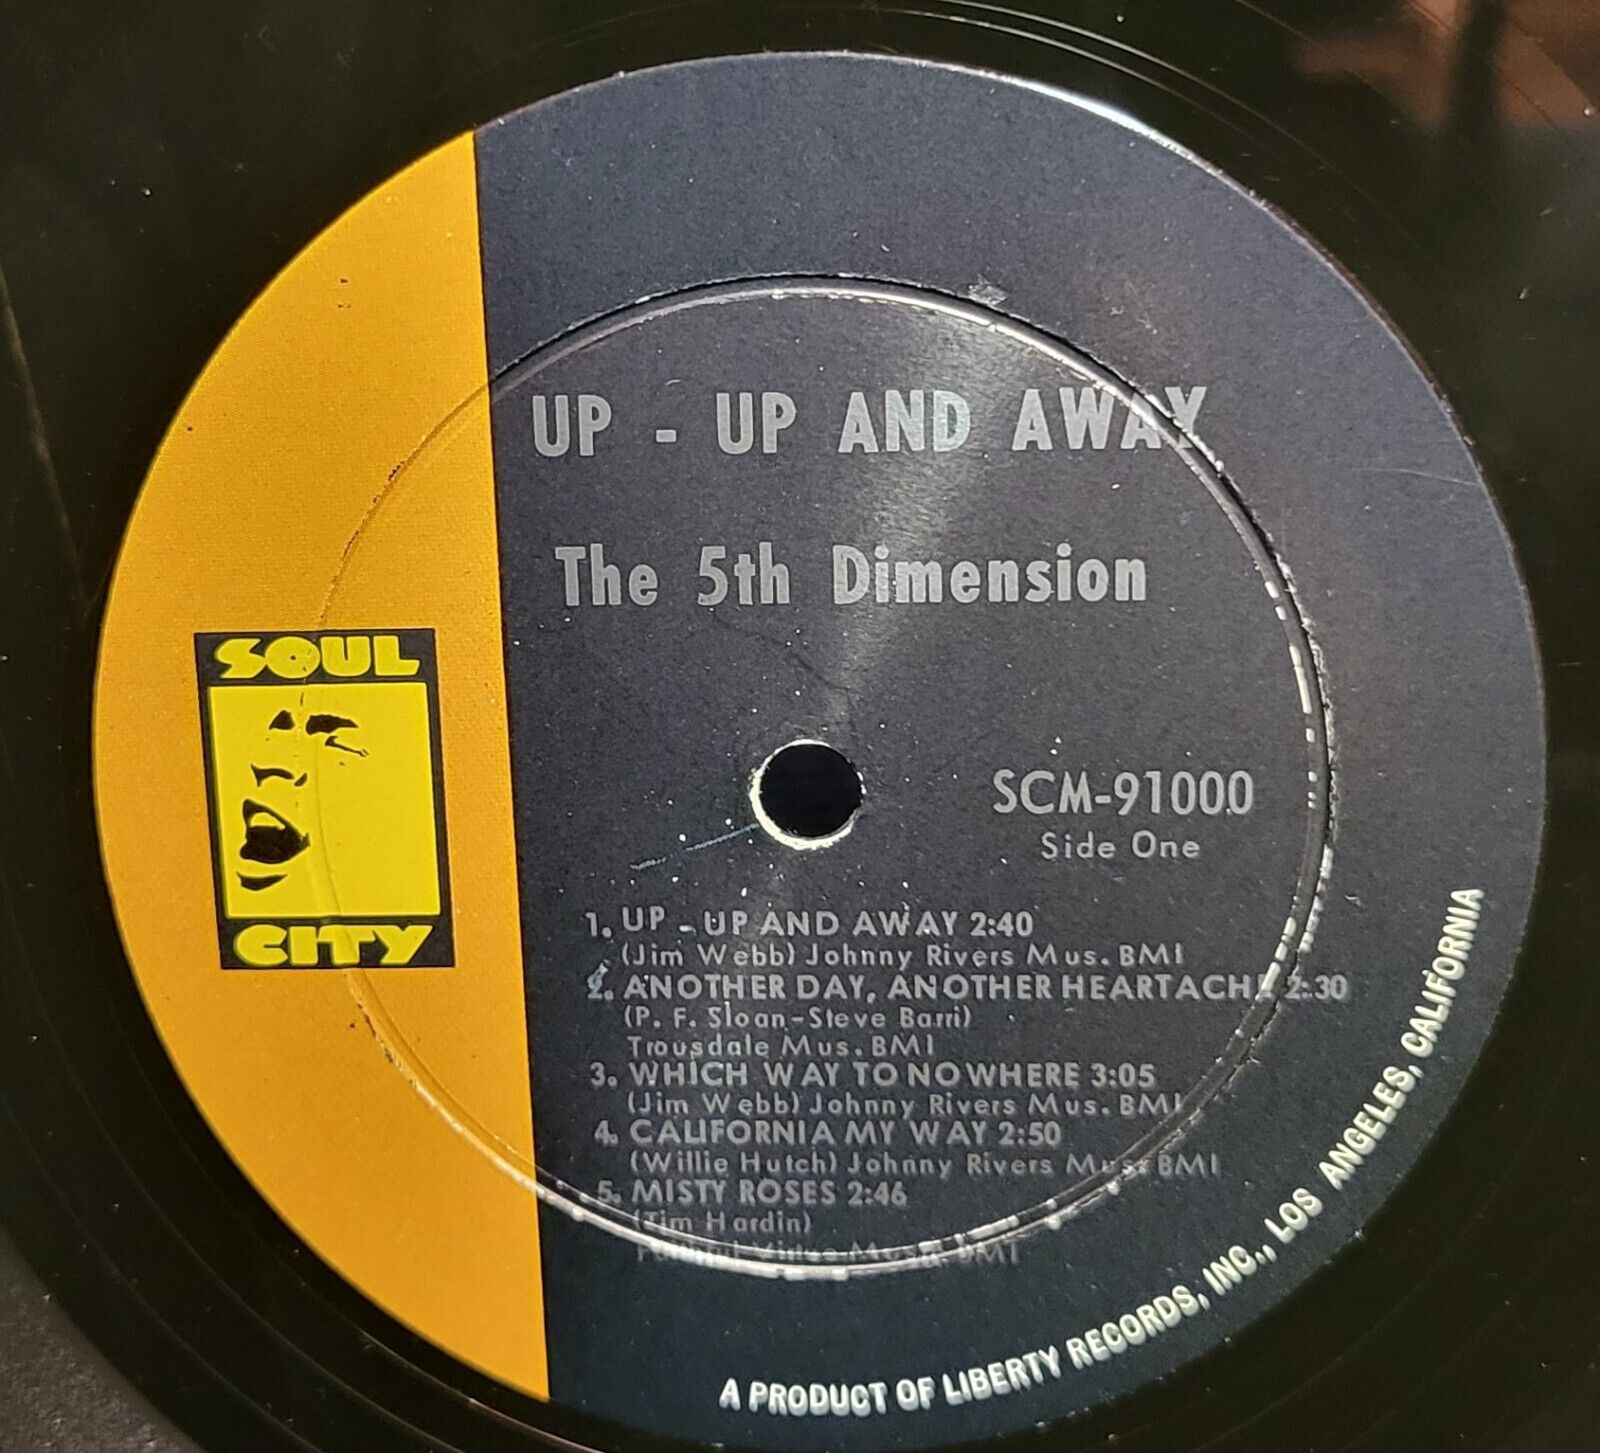 UP - UP AND AWAY
The 5th Dimension
SOUL
CITY
SCM-91000
Side One
1. UP - UP AND AWAY 2:40
(Jim Webb) Johnny Rivers Mus. BMI
2. ANOTHER DAY, ANOTHER HEARTACHE 2:30
(P. F. Sloan-Steve Barri)
Trousdale Mus. BMI
3. WHICH WAY TO NOWHERE 3:05
(Jim Webb) Johnny Rivers Mus. BMI
4. CALIFORNIA MY WAY 2:50
(Willie Hutch) Johnny Rivers Mus. BMI
5. MISTY ROSES 2:46
(Tim Hardin)
Music BMI
A PRODUCT OF LIBERTY RECORDS, INC., LOS ANGELES, CALIFORNIA